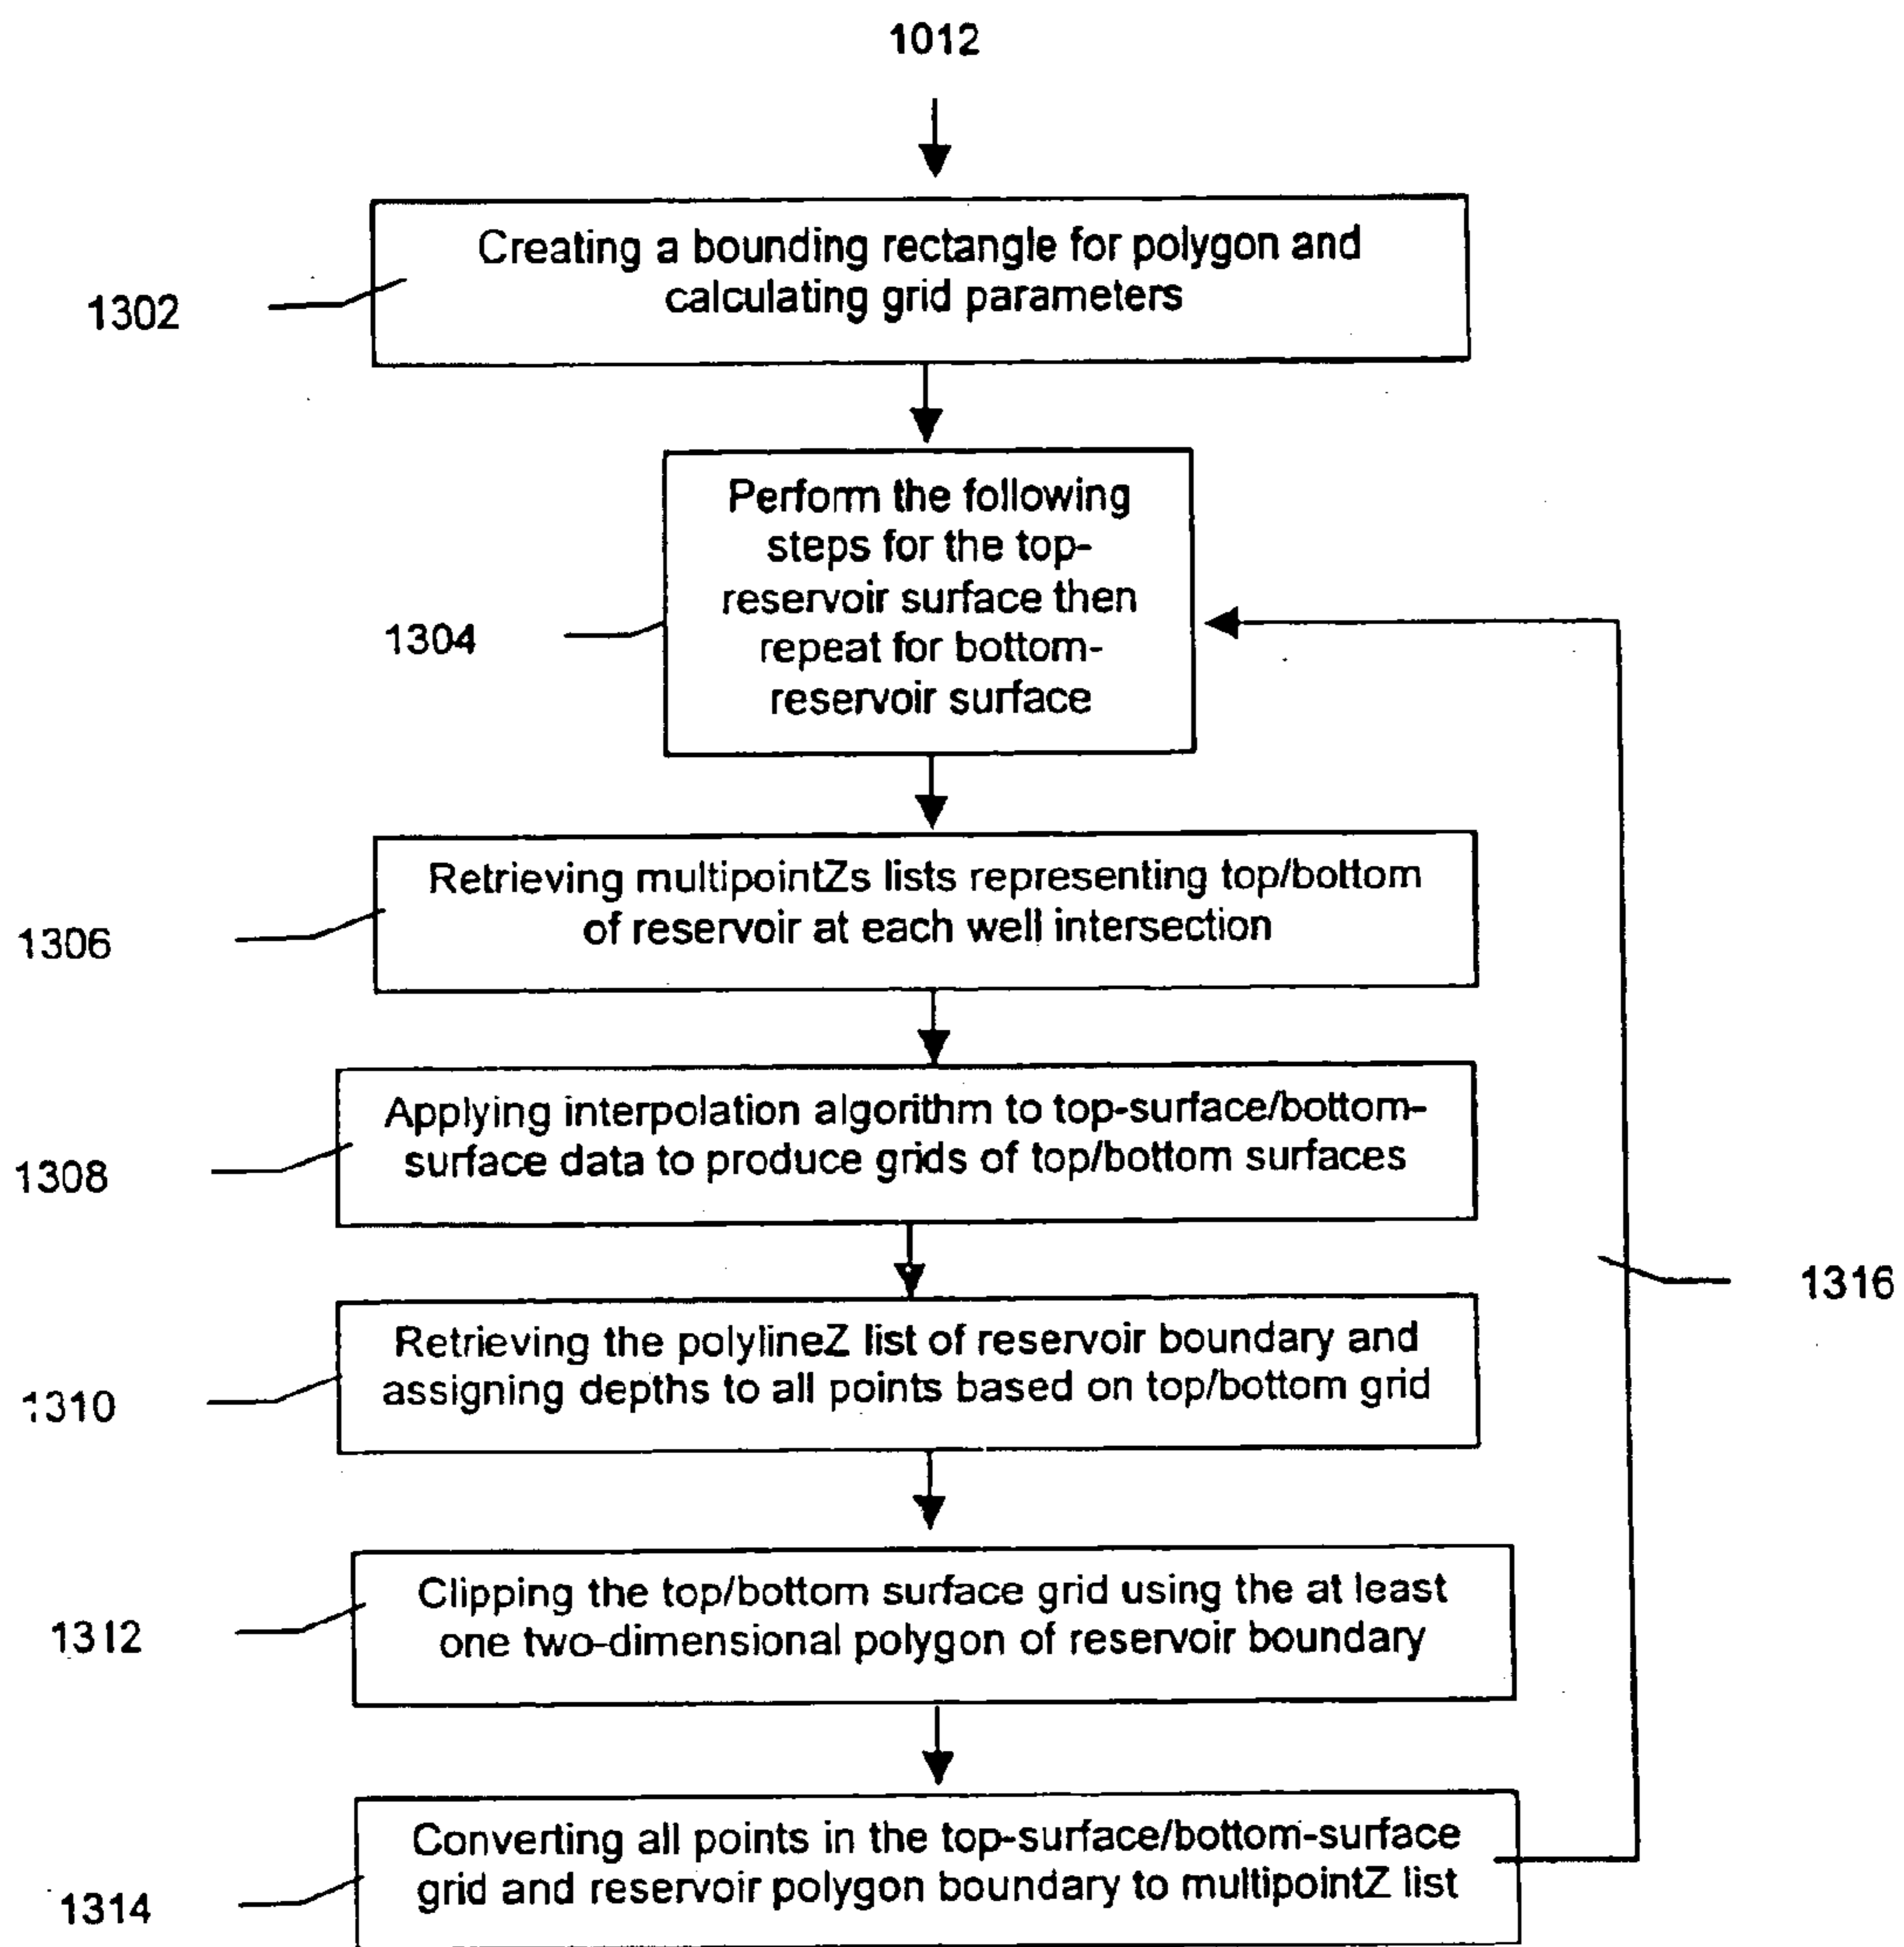 1012
Creating a bounding rectangle for polygon and
calculating grid parameters
1302
Perform the following
steps for the top-
reservoir surface then
repeat for bottom-
reservoir surface
1304
Retrieving multipointZs lists representing top/bottom
of reservoir at each well intersection
1306
Applying interpolation algorithm to top-surface/bottom-
surface data to produce grids of top/bottom surfaces
1308
1316
Retrieving the polylineZ list of reservoir boundary and
assigning depths to all points based on top/bottom grid
1310
Clipping the top/bottom surface grid using the at least
one two-dimensional polygon of reservoir boundary
1312
Converting all points in the top-surface/bottom-surface
grid and reservoir polygon boundary to multipointZ list
1314